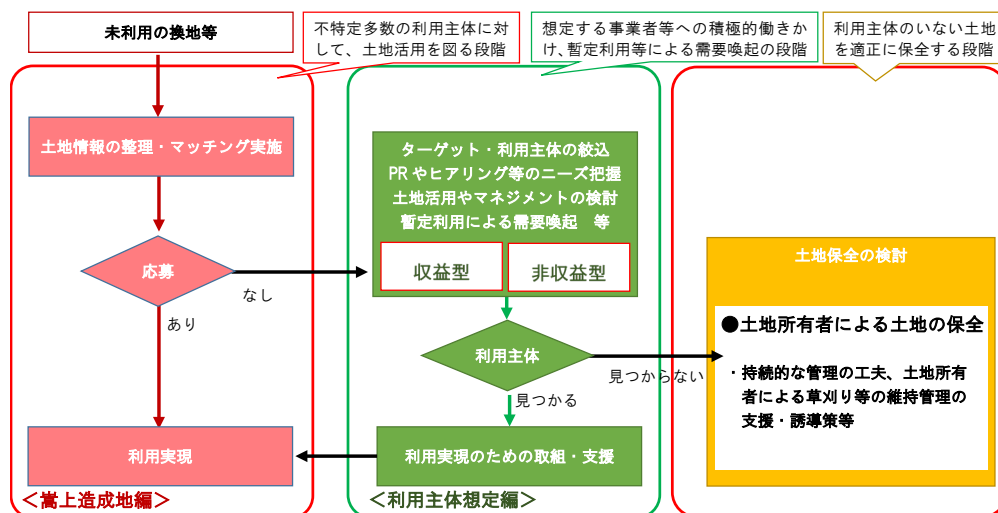 未利用の換地等
不特定多数の利用主体に対
して、土地活用を図る段階
想定する事業者等への積極的働きか
け、暫定利用等による需要喚起の段階
利用主体のいない土地
を適正に保全する段階
土地情報の整理・マッチング実施
応募
なし
あり
利用実現
＜嵩上造成地編＞
ターゲット・利用主体の絞込
PRやヒアリング等のニーズ把握
土地活用やマネジメントの検討
暫定利用による需要喚起　等
収益型
非収益型
利用主体
見つからない
見つかる
利用実現のための取組・支援
＜利用主体想定編＞
土地保全の検討
●土地所有者による土地の保全
・持続的な管理の工夫、土地所有
者による草刈り等の維持管理の
支援・誘導策等